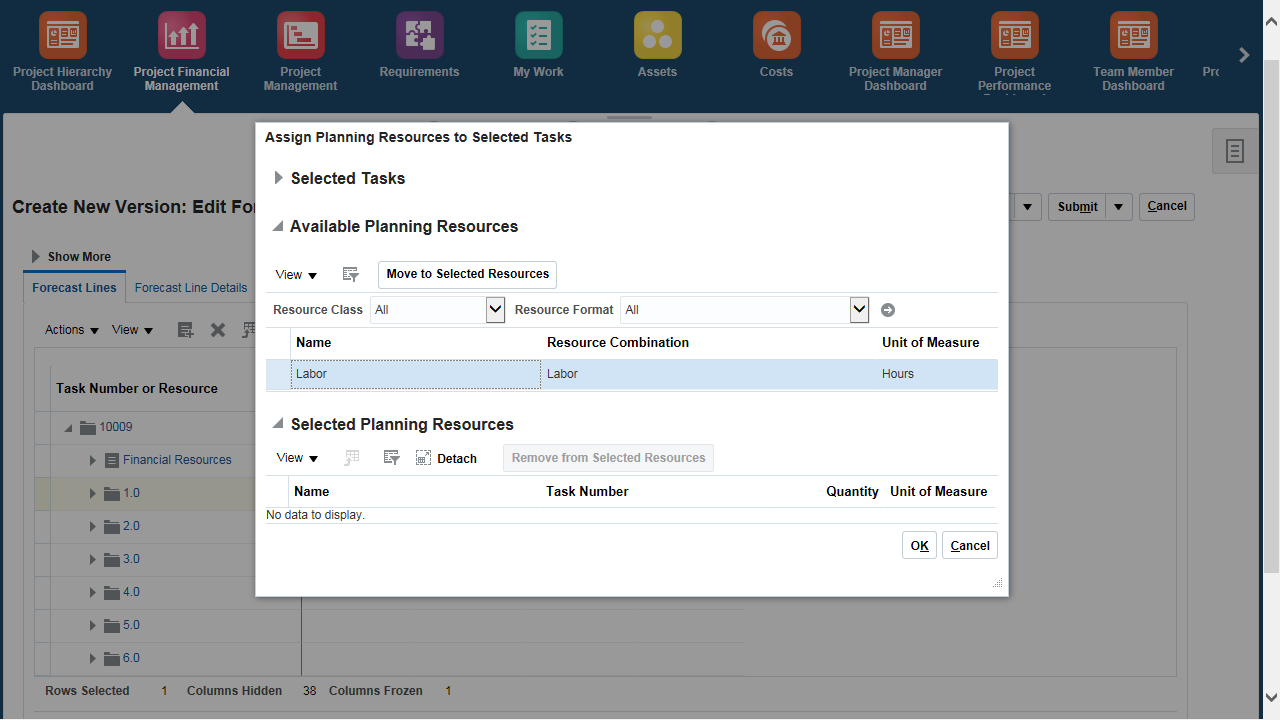 Project Hierarchy Dashboard
Project Financial Management
Project Management
Requirements
My Work
Assets
Costs
Project Manager Dashboard
Project Performance
Team Member Dashboard
Assign Planning Resources to Selected Tasks
Selected Tasks
Create New Version: Edit Fo
Submit
Cancel
Available Planning Resources
Show More
View
Move to Selected Resources
Forecast Lines
Forecast Line Details
Resource Class All Resource Format All
Actions View
Name Resource Combination Unit of Measure
Labor Labor Hours
Task Number or Resource
10009
Financial Resources
1.0
2.0
3.0
4.0
5.0
6.0
Selected Planning Resources
View Detach Remove from Selected Resources
Name Task Number Quantity Unit of Measure
No data to display.
OK Cancel
Rows Selected 1 Columns Hidden 38 Columns Frozen 1